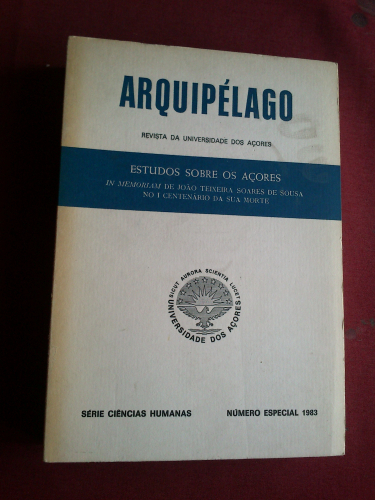 ARQUIPÉLAGO
REVISTA DA UNIVERSIDADE DOS AÇORES
ESTUDOS SOBRE OS AÇORES
IN MEMORIAM DE JOÃO TEIXEIRA SOARES DE SOUSA
NO I CENTENÁRIO DA SUA MORTE
SICUT AURORA SCIENTIA LUCET
UNIVERSIDADE DOS AÇORES
SÉRIE CIÊNCIAS HUMANAS
NÚMERO ESPECIAL 1983